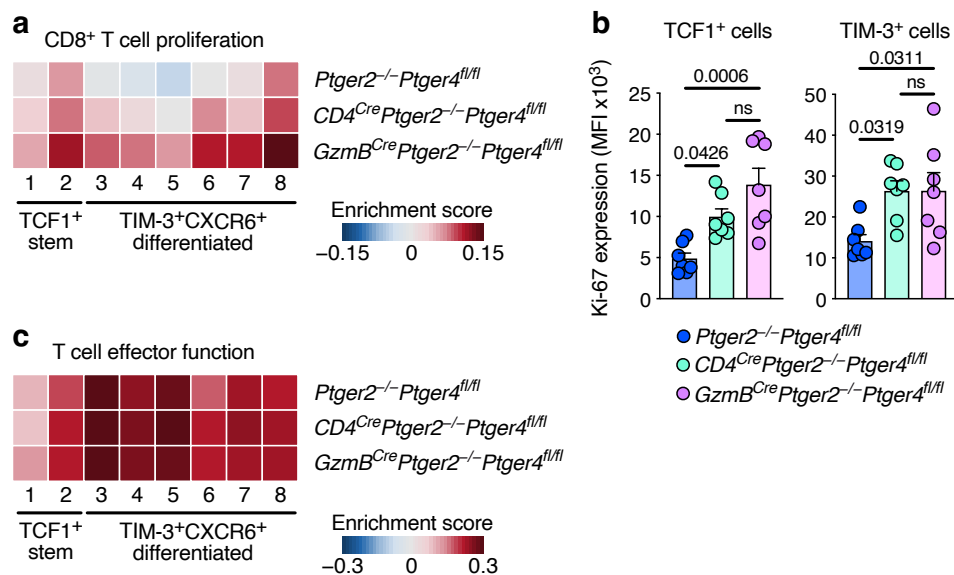 a
CD8+ T cell proliferation
Ptger2–/–Ptger4fl/fl
CD4CrePtger2–/–Ptger4fl/fl
GzmBCrePtger2–/–Ptger4fl/fl
1 2 3 4 5 6 7 8
TCF1+ stem
TIM-3+CXCR6+ differentiated
Enrichment score
−0.15 0 0.15
b
TCF1+ cells
TIM-3+ cells
Ki-67 expression (MFI x10³)
0.0006
ns
0.0426
25
20
15
10
5
0
0.0311
ns
0.0319
50
40
30
20
10
0
Ptger2–/–Ptger4fl/fl
CD4CrePtger2–/–Ptger4fl/fl
GzmBCrePtger2–/–Ptger4fl/fl
c
T cell effector function
Ptger2–/–Ptger4fl/fl
CD4CrePtger2–/–Ptger4fl/fl
GzmBCrePtger2–/–Ptger4fl/fl
1 2 3 4 5 6 7 8
TCF1+ stem
TIM-3+CXCR6+ differentiated
Enrichment score
−0.3 0 0.3